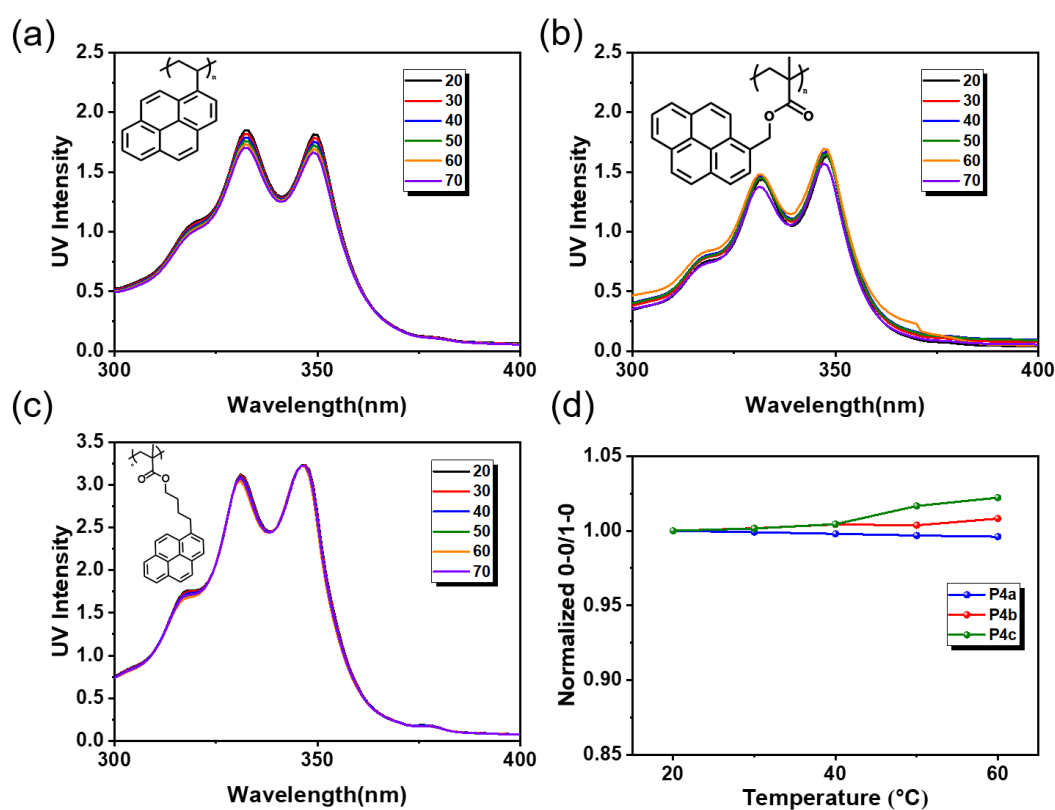 (a)
2.5
2.0
1.5
1.0
0.5
0.0
UV Intensity
300
350
400
Wavelength(nm)
n
20
30
40
50
60
70
(b)
2.5
2.0
1.5
1.0
0.5
0.0
UV Intensity
300
350
400
Wavelength(nm)
n
O
O
20
30
40
50
60
70
(c)
3.5
3.0
2.5
2.0
1.5
1.0
0.5
0.0
UV Intensity
300
350
400
Wavelength(nm)
O
O
20
30
40
50
60
70
(d)
1.05
1.00
0.95
0.90
0.85
Normalized 0-0/1-0
20
40
60
Temperature (°C)
P4a
P4b
P4c